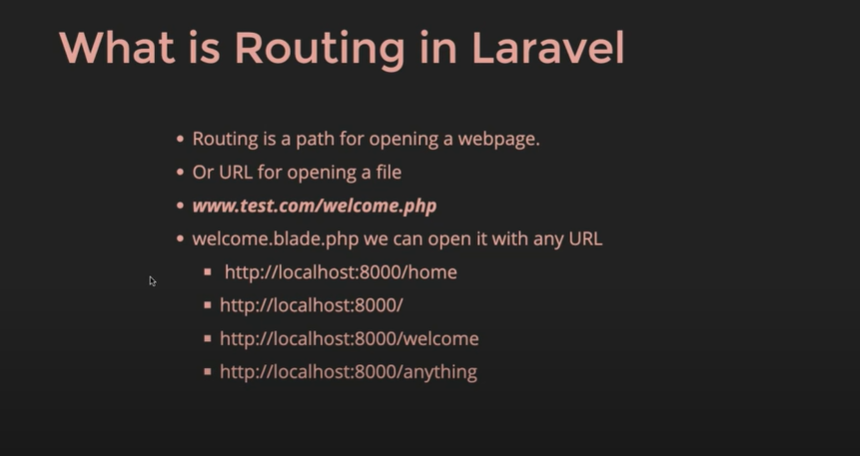 What is Routing in Laravel
• Routing is a path for opening a webpage.
• Or URL for opening a file
• www.test.com/welcome.php
• welcome.blade.php we can open it with any URL
▪ http://localhost:8000/home
▪ http://localhost:8000/
▪ http://localhost:8000/welcome
▪ http://localhost:8000/anything